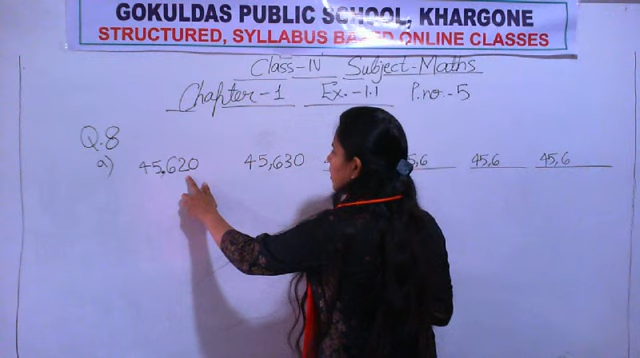 GOKULDAS PUBLIC SCHOOL, KHARGONE
STRUCTURED, SYLLABUS BASED ONLINE CLASSES
Class-IV Subject-Maths
Chapter-1 Ex.-1.1 P.no.-5
Q.8
a) 45,620 45,630 45,6 45,6